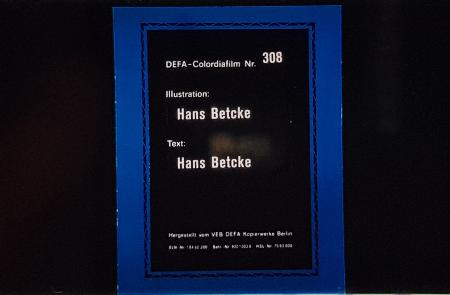 DEFA-Colordiafilm Nr. 308
Illustration:
Hans Betcke
Text:
Hans Betcke
Hergestellt vom VEB DEFA Kopierwerke Berlin